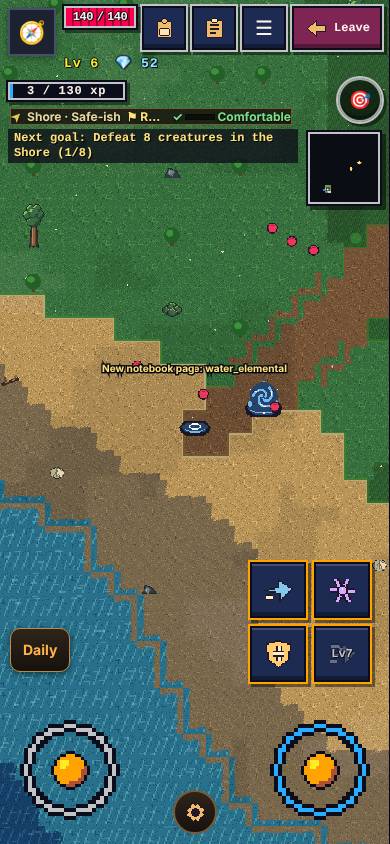 140 / 140
Leave
Lv 6
52
3 / 130 xp
Shore · Safe-ish R...
Comfortable
Next goal: Defeat 8 creatures in the
Shore (1/8)
New notebook page: water_elemental
Lv7
Daily